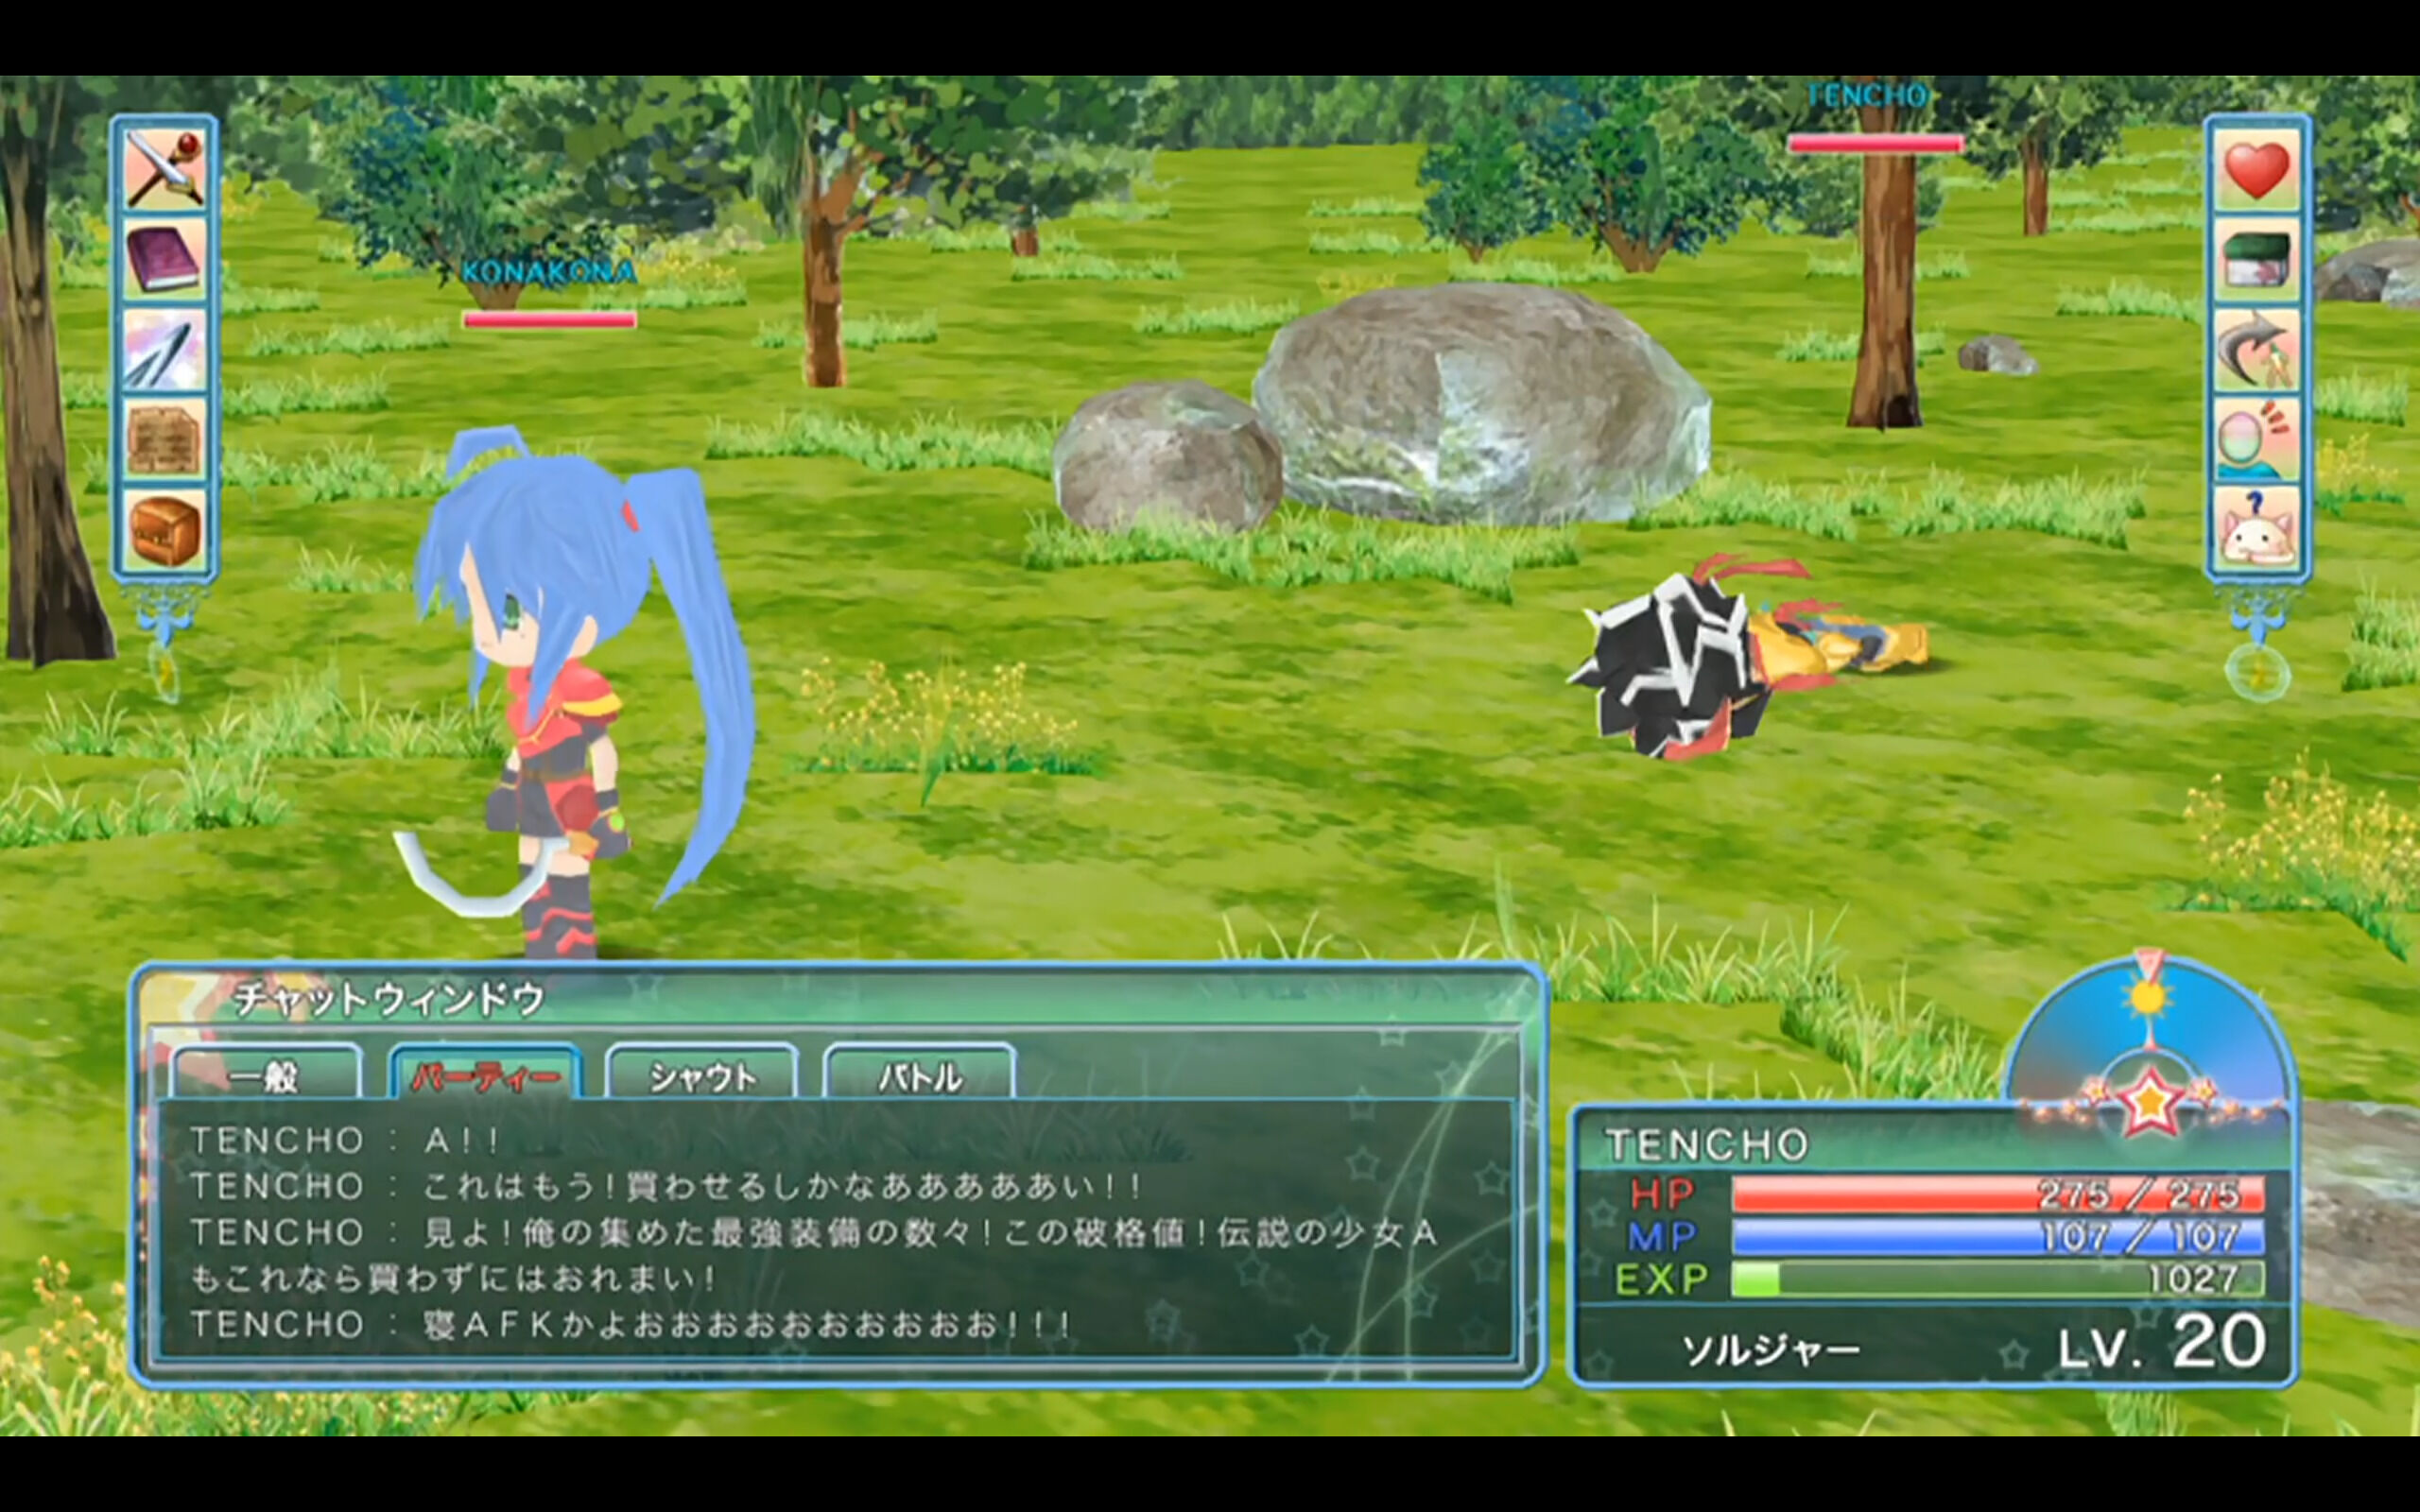 TENCHO
KONAKONA
チャットウィンドウ
一般 パーティー シャウト バトル
TENCHO : A!!
TENCHO : これはもう!買わせるしかなあああああい!!
TENCHO : 見よ!俺の集めた最強装備の数々!この破格値!伝説の少女A
もこれなら買わずにはおれまい!
TENCHO : 寝AFKかよおおおおおおおおおお!!!
TENCHO
HP 275 / 275
MP 107 / 107
EXP 1027
ソルジャー LV. 20